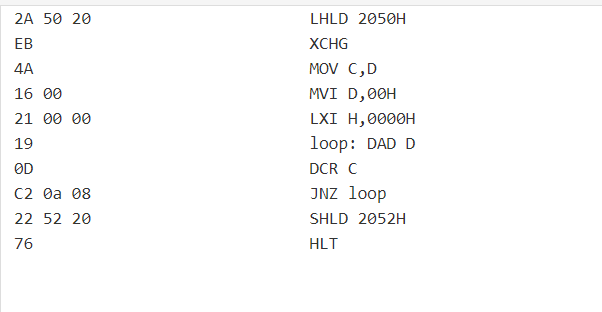 2A 50 20 LHLD 2050H
EB XCHG
4A MOV C,D
16 00 MVI D,00H
21 00 00 LXI H,0000H
19 loop: DAD D
0D DCR C
C2 0a 08 JNZ loop
22 52 20 SHLD 2052H
76 HLT